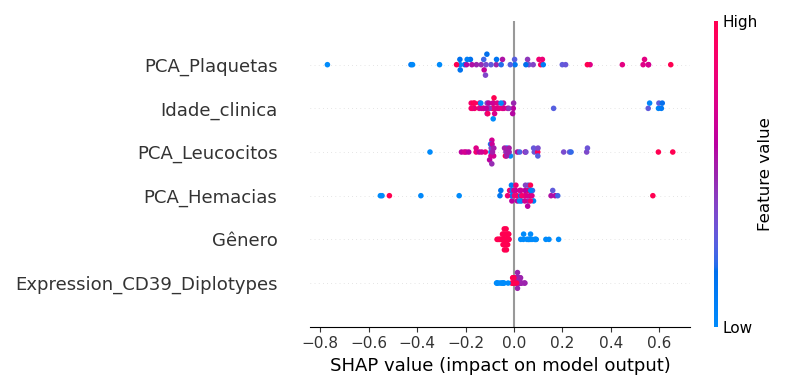 High
PCA_Plaquetas
Idade_clinica
PCA_Leucocitos
PCA_Hemacias
Gênero
Expression_CD39_Diplotypes
Feature value
Low
−0.8 −0.6 −0.4 −0.2 0.0 0.2 0.4 0.6
SHAP value (impact on model output)